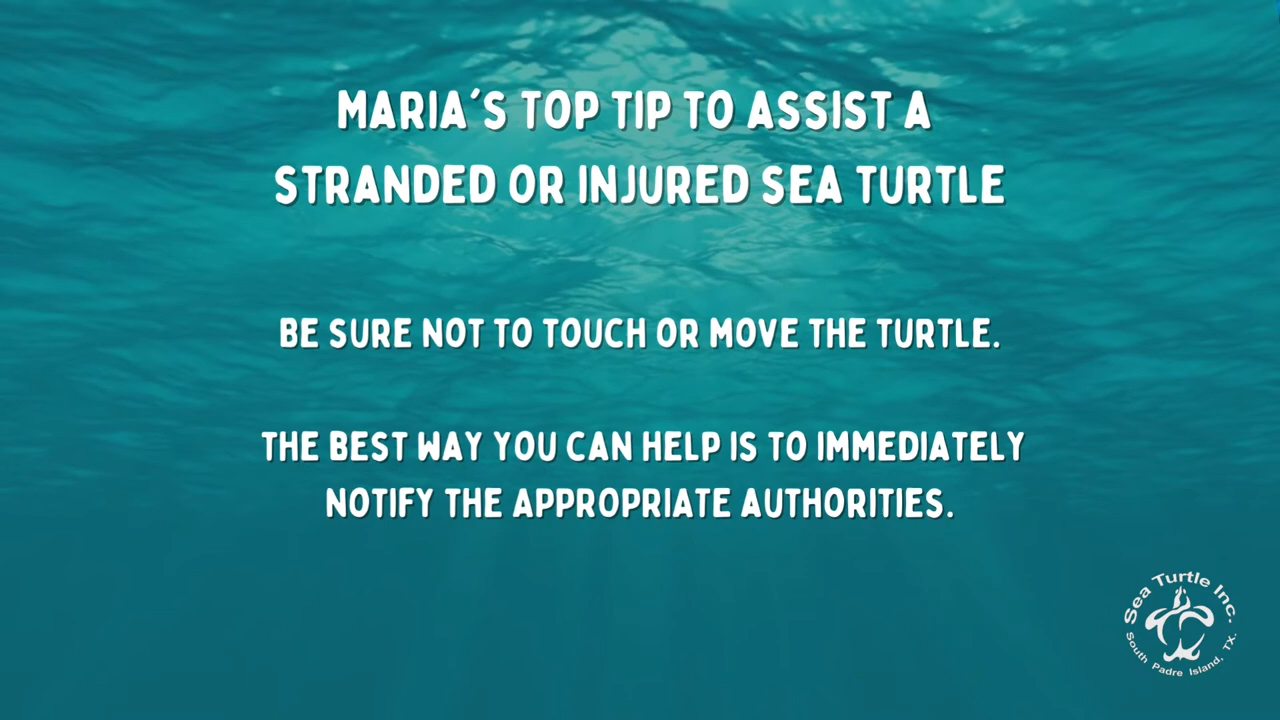 MARIA'S TOP TIP TO ASSIST A
STRANDED OR INJURED SEA TURTLE
BE SURE NOT TO TOUCH OR MOVE THE TURTLE.
THE BEST WAY YOU CAN HELP IS TO IMMEDIATELY
NOTIFY THE APPROPRIATE AUTHORITIES.
Sea Turtle Inc.
South Padre Island, TX.